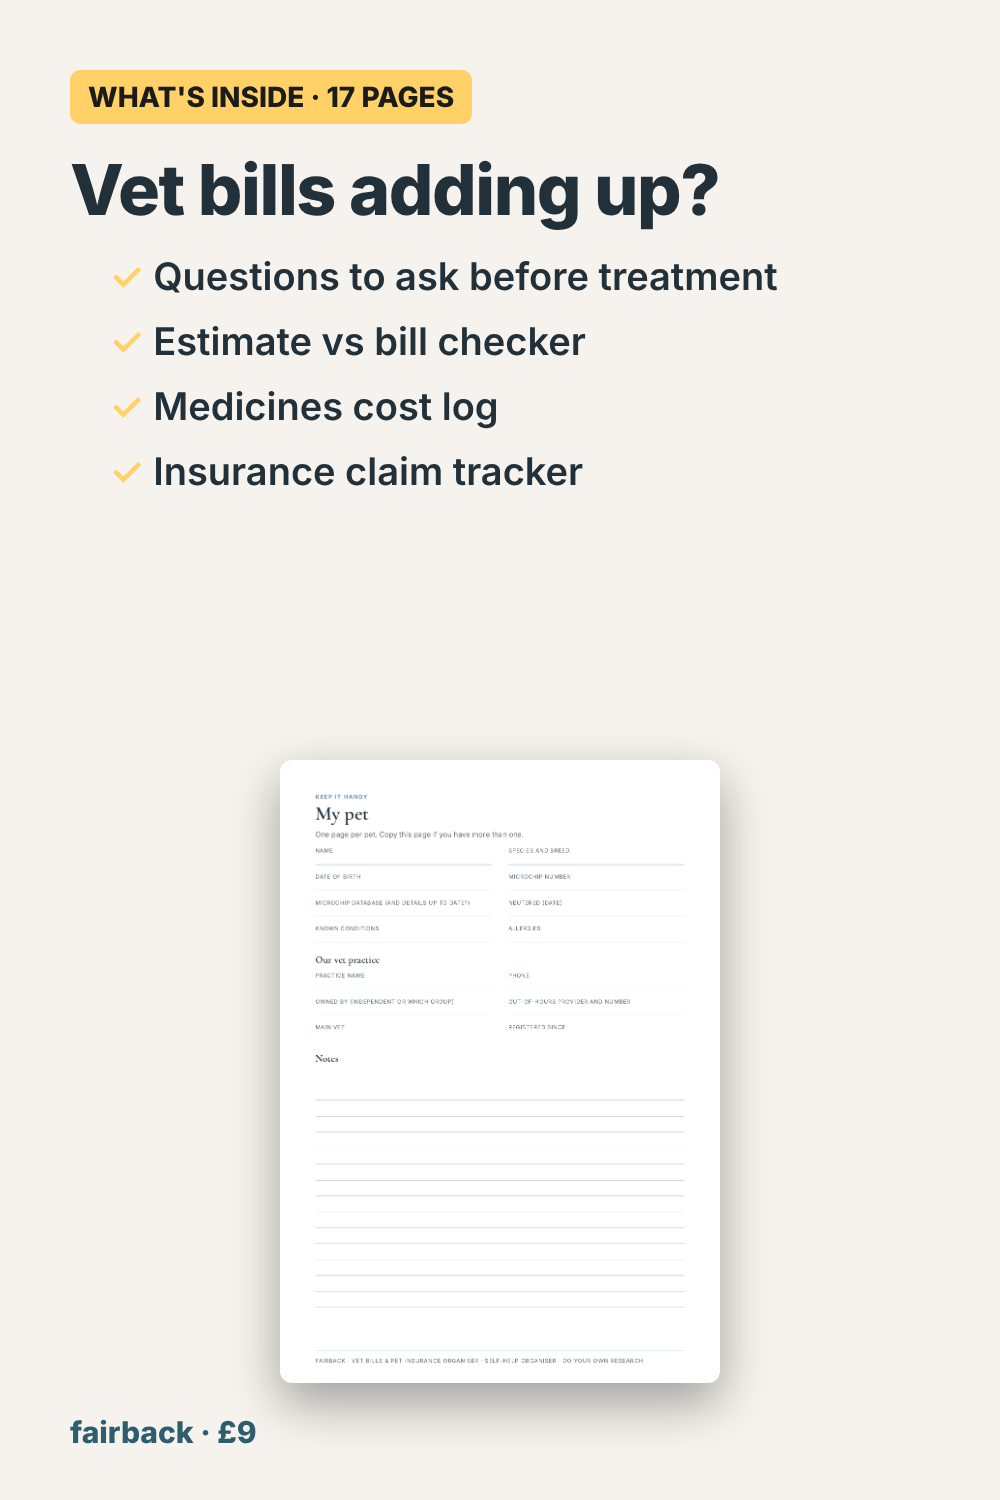 WHAT'S INSIDE · 17 PAGES
Vet bills adding up?
✓ Questions to ask before treatment
✓ Estimate vs bill checker
✓ Medicines cost log
✓ Insurance claim tracker
KEEP IT HANDY
My pet
One page per pet. Copy this page if you have more than one.
NAME
SPECIES AND BREED
DATE OF BIRTH
MICROCHIP NUMBER
MICROCHIP DATABASE (AND DETAILS UP TO DATE?)
NEUTERED (DATE)
KNOWN CONDITIONS
ALLERGIES
Our vet practice
PRACTICE NAME
PHONE
OWNED BY (INDEPENDENT OR WHICH GROUP)
OUT-OF-HOURS PROVIDER AND NUMBER
MAIN VET
REGISTERED SINCE
Notes
FAIRBACK · VET BILLS & PET INSURANCE ORGANISER · SELF-HELP ORGANISER · DO YOUR OWN RESEARCH
fairback · £9